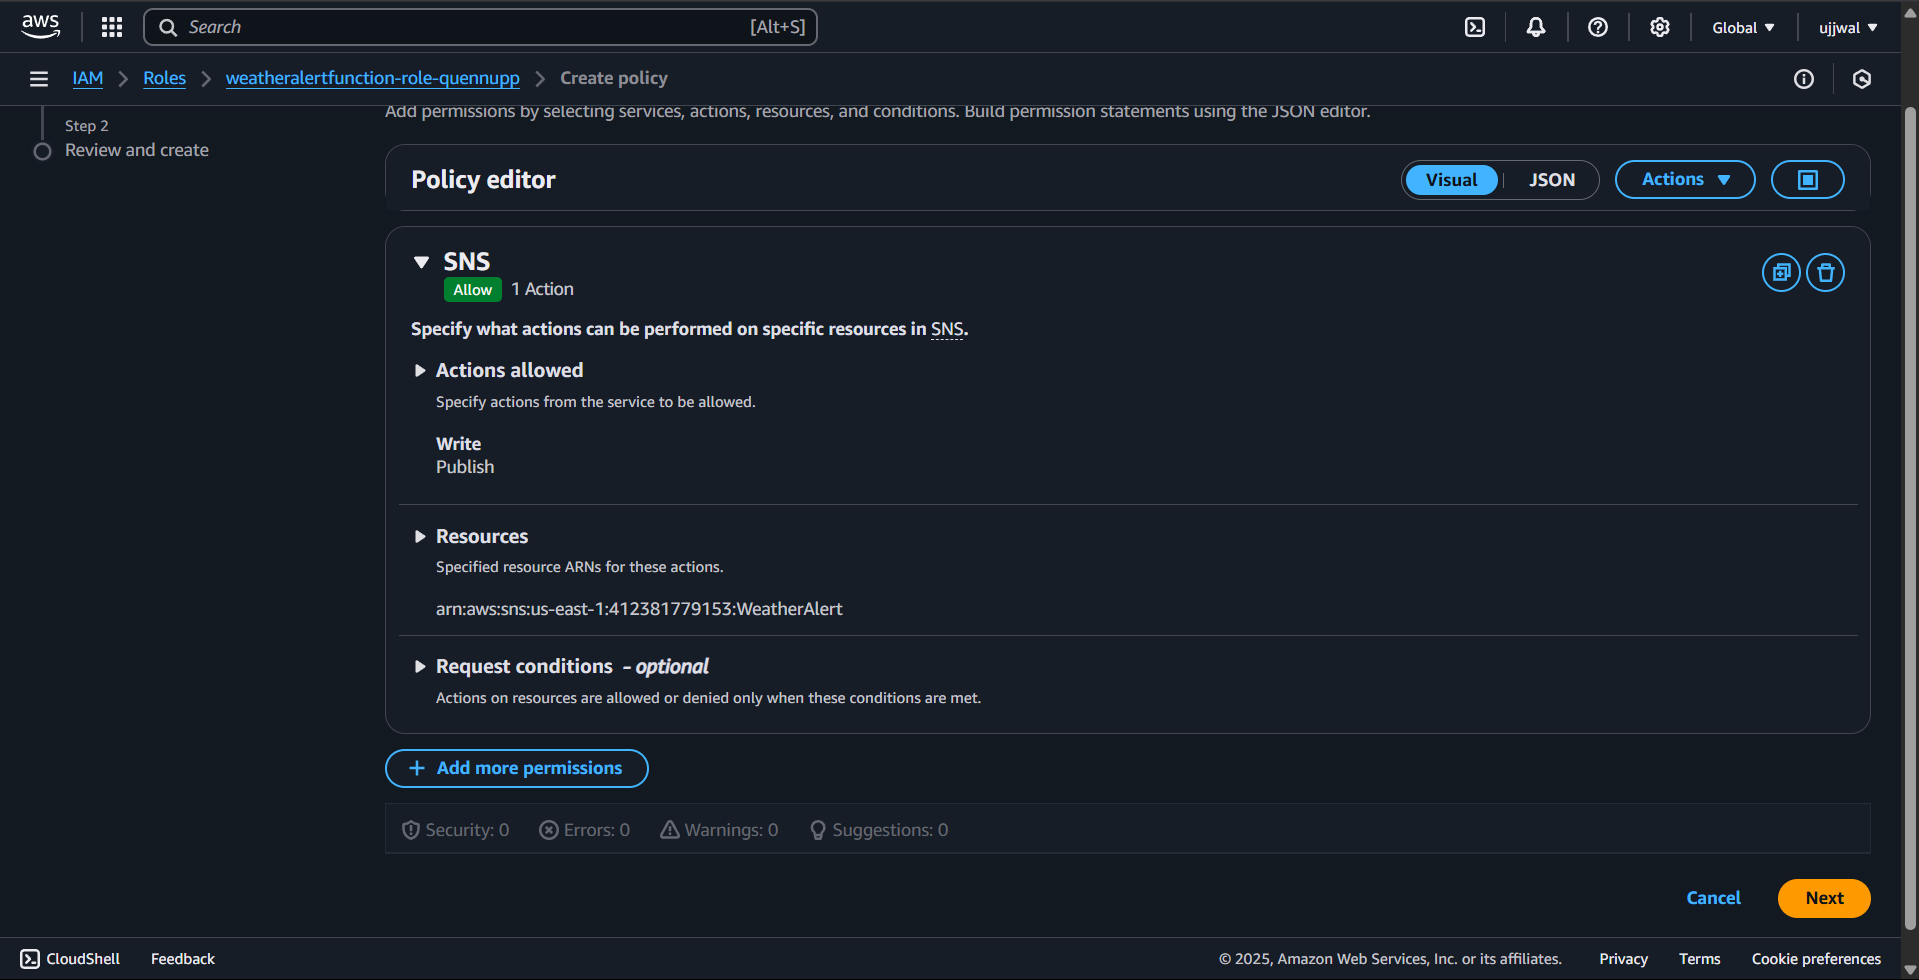 aws
Search
[Alt+S]
Global
ujjwal
IAM
Roles
weatheralertfunction-role-quennupp
Create policy
Step 2
Review and create
Add permissions by selecting services, actions, resources, and conditions. Build permission statements using the JSON editor.
Policy editor
Visual
JSON
Actions
SNS
Allow
1 Action
Specify what actions can be performed on specific resources in SNS.
Actions allowed
Specify actions from the service to be allowed.
Write
Publish
Resources
Specified resource ARNs for these actions.
arn:aws:sns:us-east-1:412381779153:WeatherAlert
Request conditions - optional
Actions on resources are allowed or denied only when these conditions are met.
Add more permissions
Security: 0
Errors: 0
Warnings: 0
Suggestions: 0
Cancel
Next
CloudShell
Feedback
© 2025, Amazon Web Services, Inc. or its affiliates.
Privacy
Terms
Cookie preferences